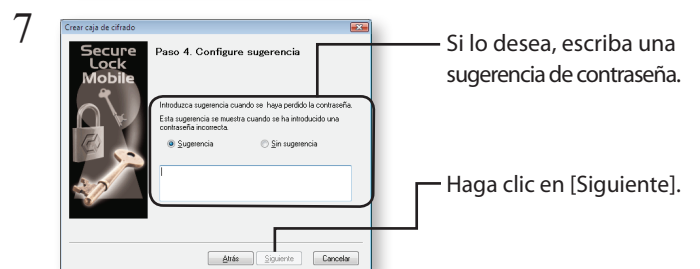 7
Crear caja de cifrado
Secure
Lock
Mobile
Paso 4. Configure sugerencia
Introduzca sugerencia cuando se haya perdido la contraseña.
Esta sugerencia se muestra cuando se ha introducido una
contraseña incorrecta.
Sugerencia
Sin sugerencia
Atrás
Siguiente
Cancelar
Si lo desea, escriba una
sugerencia de contraseña.
Haga clic en [Siguiente].